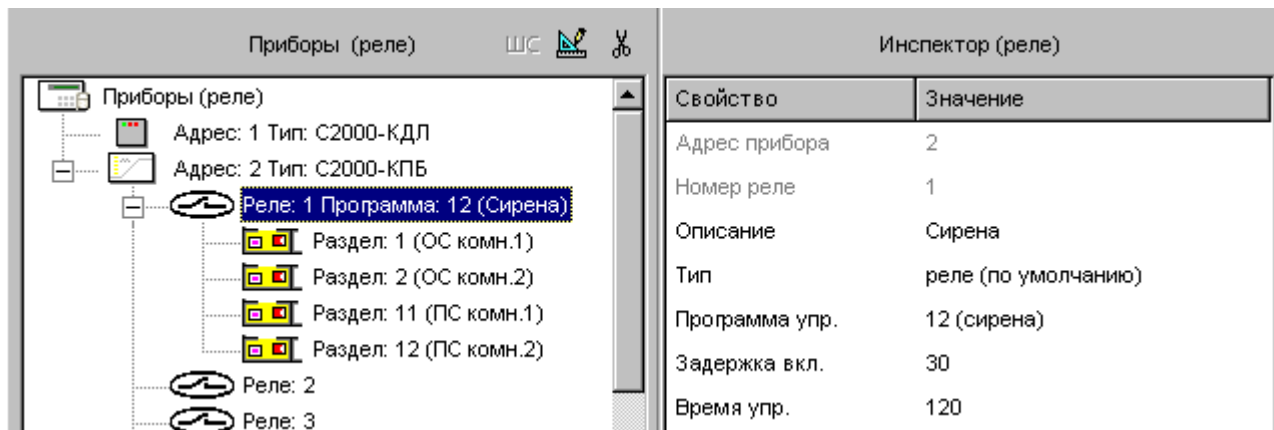 Приборы (реле)
ШС
Приборы (реле)
Адрес: 1 Тип: С2000-КДЛ
Адрес: 2 Тип: С2000-КПБ
Реле: 1 Программа: 12 (Сирена)
Раздел: 1 (ОС комн.1)
Раздел: 2 (ОС комн.2)
Раздел: 11 (ПС комн.1)
Раздел: 12 (ПС комн.2)
Реле: 2
Реле: 3
Инспектор (реле)
Свойство Значение
Адрес прибора 2
Номер реле 1
Описание Сирена
Тип реле (по умолчанию)
Программа упр. 12 (сирена)
Задержка вкл. 30
Время упр. 120